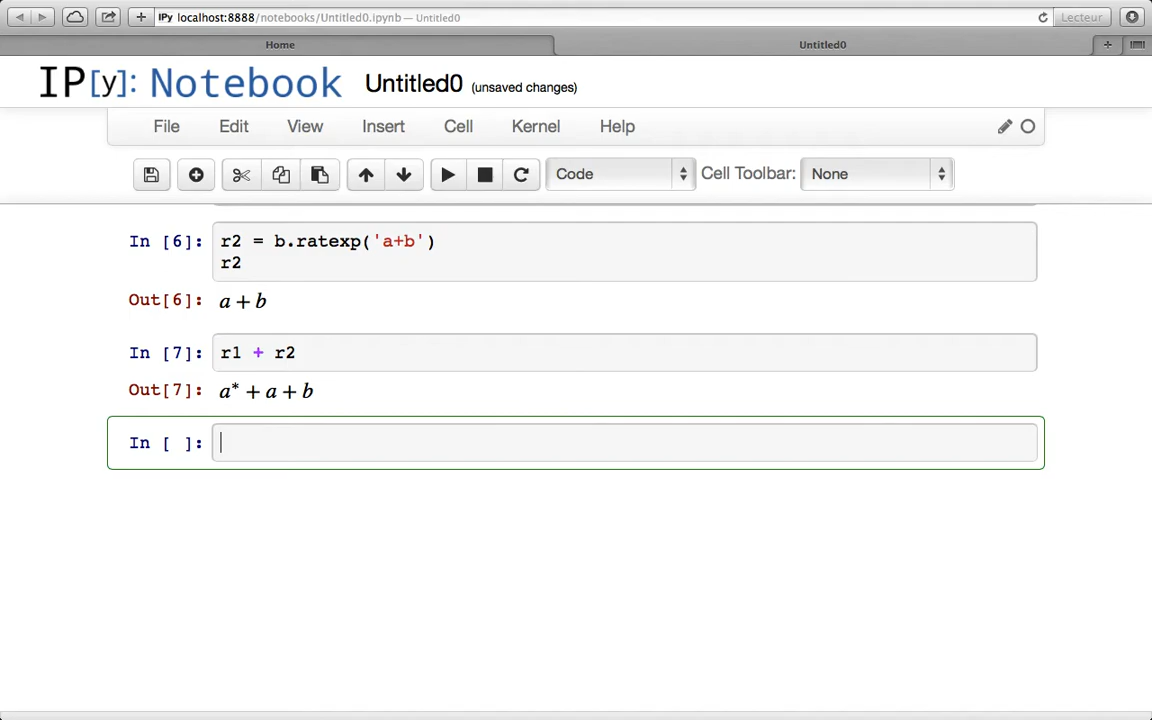 IPy localhost:8888/notebooks/Untitled0.ipynb — Untitled0
Lecteur
Home
Untitled0
IP[y]: Notebook Untitled0 (unsaved changes)
File Edit View Insert Cell Kernel Help
Code Cell Toolbar: None
In [6]: r2 = b.ratexp('a+b')
r2
Out[6]: a + b
In [7]: r1 + r2
Out[7]: a* + a + b
In [ ]: